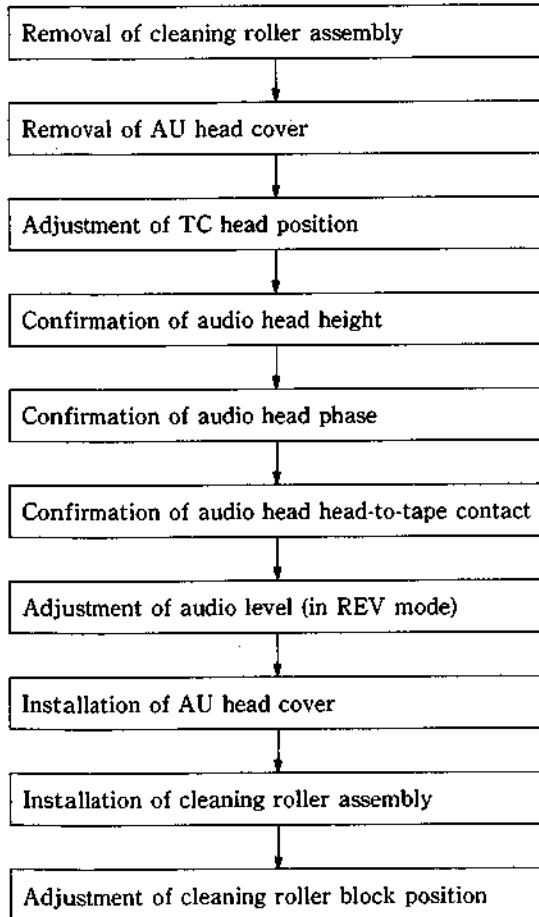 Removal of cleaning roller assembly
Removal of AU head cover
Adjustment of TC head position
Confirmation of audio head height
Confirmation of audio head phase
Confirmation of audio head head-to-tape contact
Adjustment of audio level (in REV mode)
Installation of AU head cover
Installation of cleaning roller assembly
Adjustment of cleaning roller block position